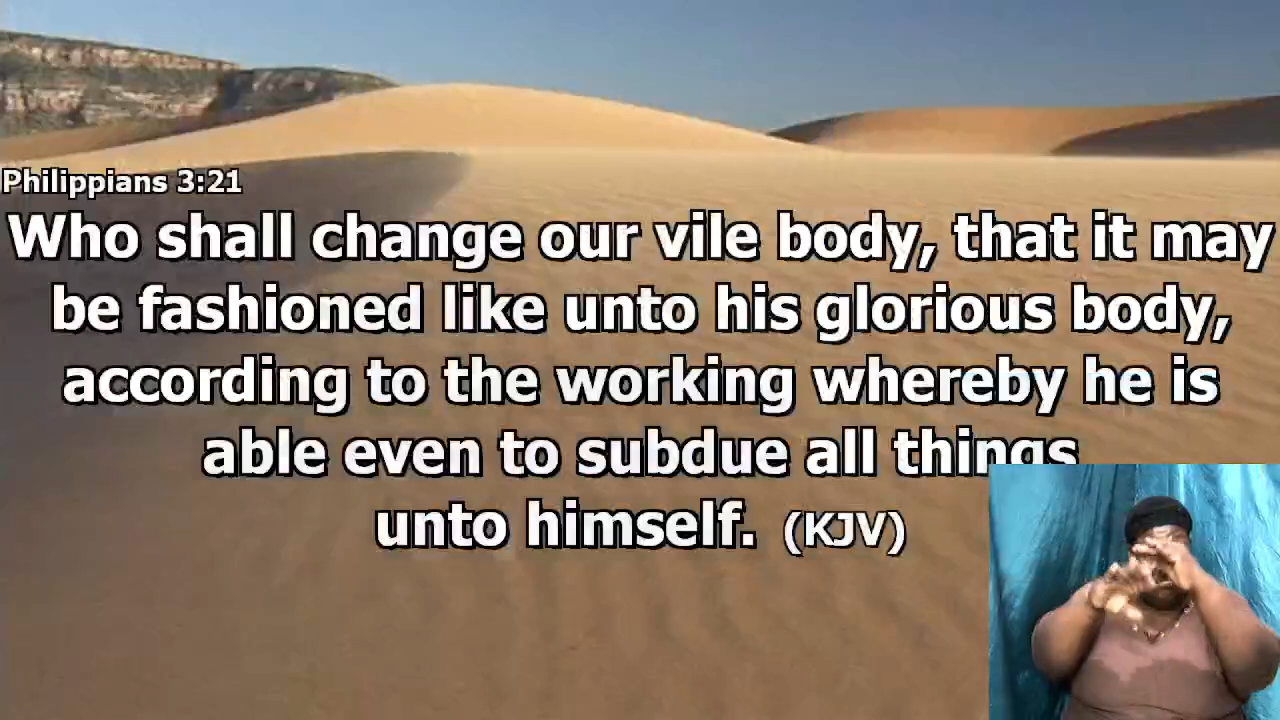 Philippians 3:21
Who shall change our vile body, that it may
be fashioned like unto his glorious body,
according to the working whereby he is
able even to subdue all things
unto himself. (KJV)